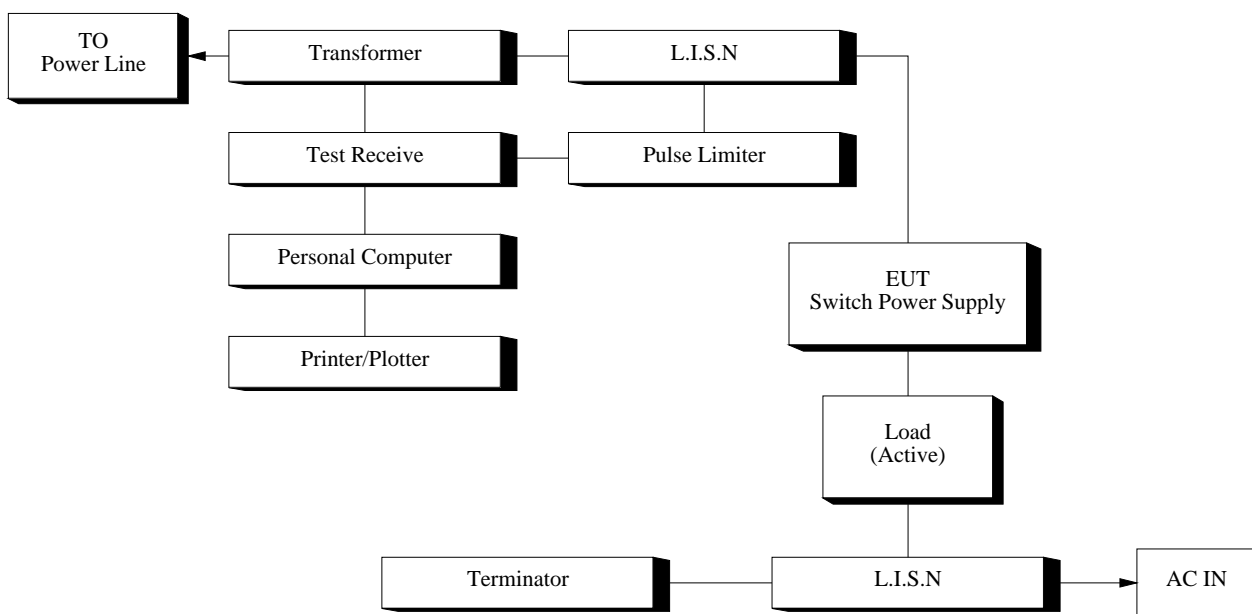 TO
Power Line
Transformer
L.I.S.N
Test Receive
Pulse Limiter
Personal Computer
EUT
Switch Power Supply
Printer/Plotter
Load
(Active)
Terminator
L.I.S.N
AC IN